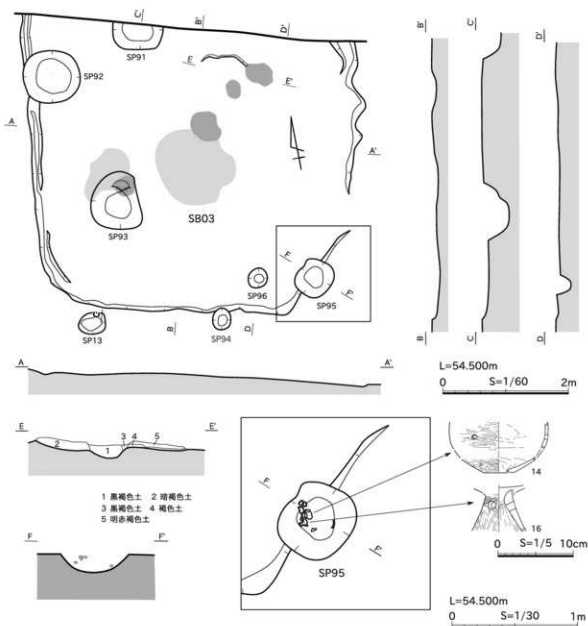 C'
B'
D'
B'
C'
D'
SP91
E
SP92
E'
A
A'
SB03
SP93
E
SP96
F'
SP95
SP13
B
SP94
D
B
C
D
A
A'
L=54.500m
0 S=1/60 2m
E
E'
2 1 3 4 5
14
1 黒褐色土 2 暗褐色土
3 黒褐色土 4 褐色土
5 明赤褐色土
F
16
F
F'
F'
0 S=1/5 10cm
SP95
L=54.500m
0 S=1/30 1m